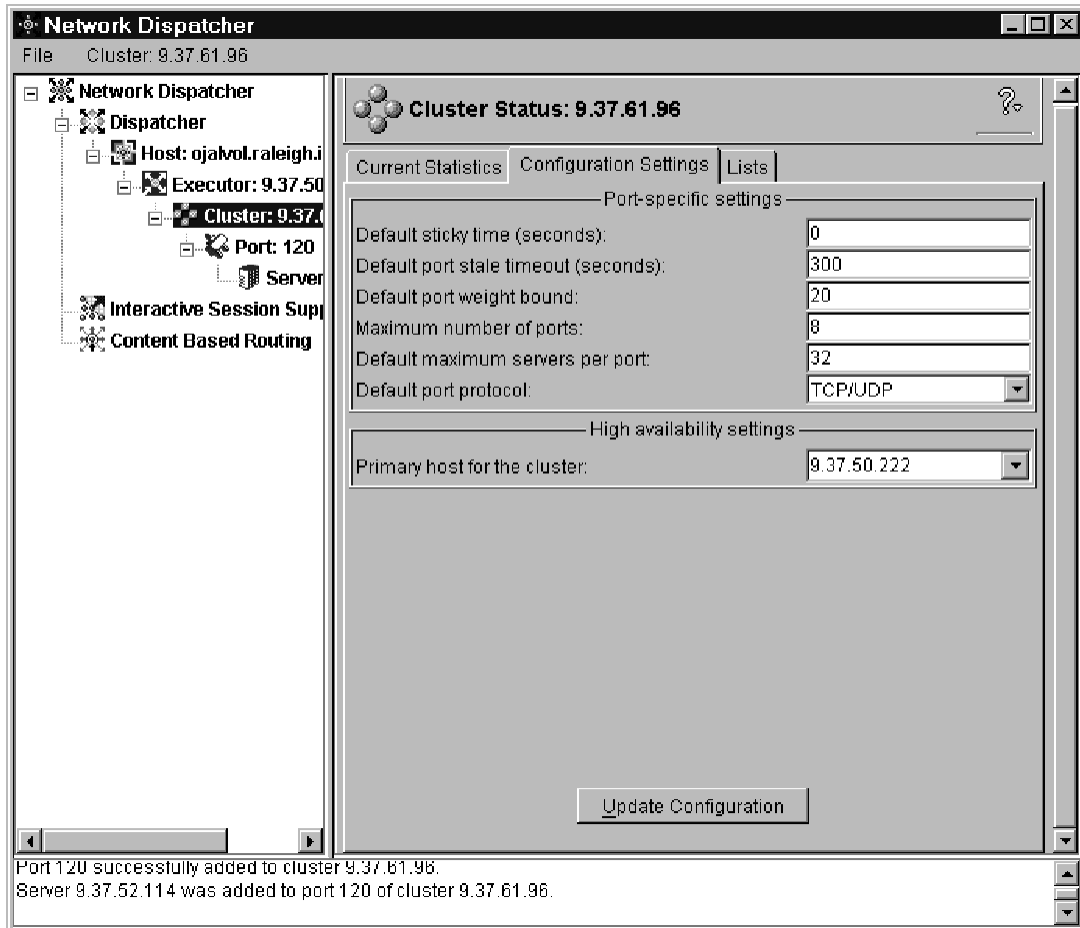 Network Dispatcher
File Cluster: 9.37.61.96
Network Dispatcher
Dispatcher
Host: ojalvol.raleigh.i
Executor: 9.37.50
Cluster: 9.37.
Port: 120
Server
Interactive Session Sup
Content Based Routing
Cluster Status: 9.37.61.96
?
Current Statistics Configuration Settings Lists
Port-specific settings
Default sticky time (seconds): 0
Default port stale timeout (seconds): 300
Default port weight bound: 20
Maximum number of ports: 8
Default maximum servers per port: 32
Default port protocol: TCP/UDP
High availability settings
Primary host for the cluster: 9.37.50.222
Update Configuration
Port 120 successfully added to cluster 9.37.61.96.
Server 9.37.52.114 was added to port 120 of cluster 9.37.61.96.